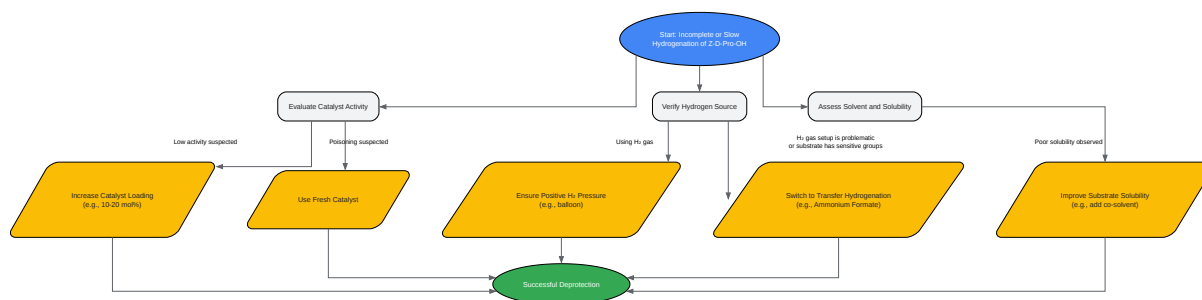 Start: Incomplete or Slow
Hydrogenation of Z-D-Pro-OH
Evaluate Catalyst Activity
Verify Hydrogen Source
Assess Solvent and Solubility
Low activity suspected
Poisoning suspected
Using H₂ gas
H₂ gas setup is problematic
or substrate has sensitive groups
Poor solubility observed
Increase Catalyst Loading
(e.g., 10-20 mol%)
Use Fresh Catalyst
Ensure Positive H₂ Pressure
(e.g., balloon)
Switch to Transfer Hydrogenation
(e.g., Ammonium Formate)
Improve Substrate Solubility
(e.g., add co-solvent)
Successful Deprotection